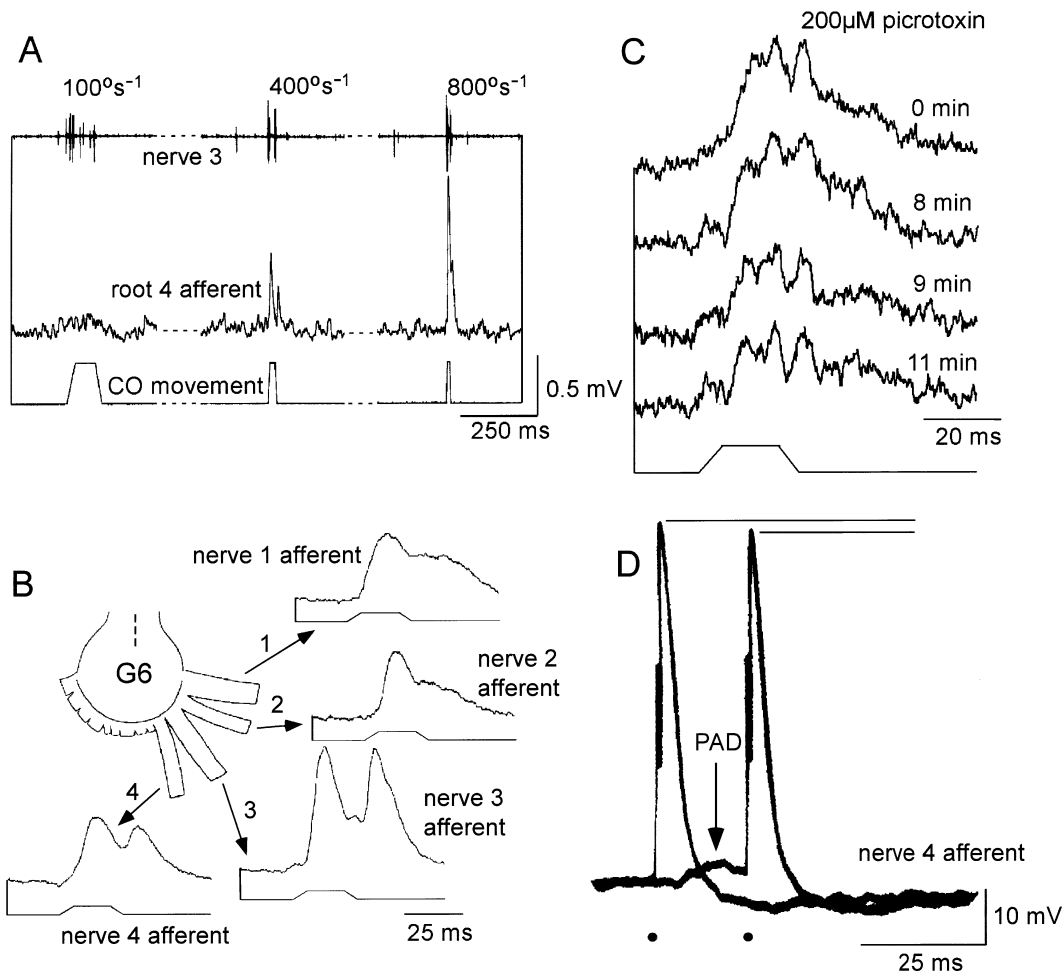 A
100°s⁻¹
400°s⁻¹
800°s⁻¹
nerve 3
root 4 afferent
CO movement
0.5 mV
250 ms
C
200µM picrotoxin
0 min
8 min
9 min
11 min
20 ms
B
G6
1
2
3
4
nerve 1 afferent
nerve 2
afferent
nerve 3
afferent
nerve 4 afferent
25 ms
D
PAD
nerve 4 afferent
10 mV
25 ms